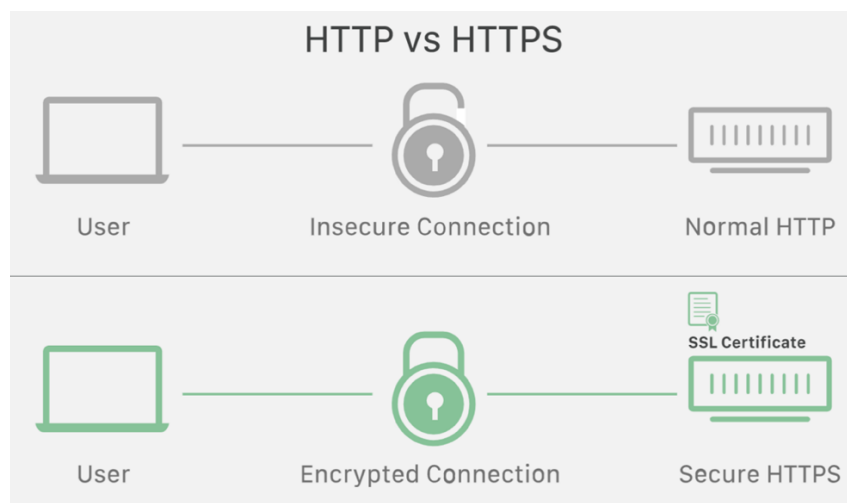 HTTP vs HTTPS
User
Insecure Connection
Normal HTTP
SSL Certificate
User
Encrypted Connection
Secure HTTPS